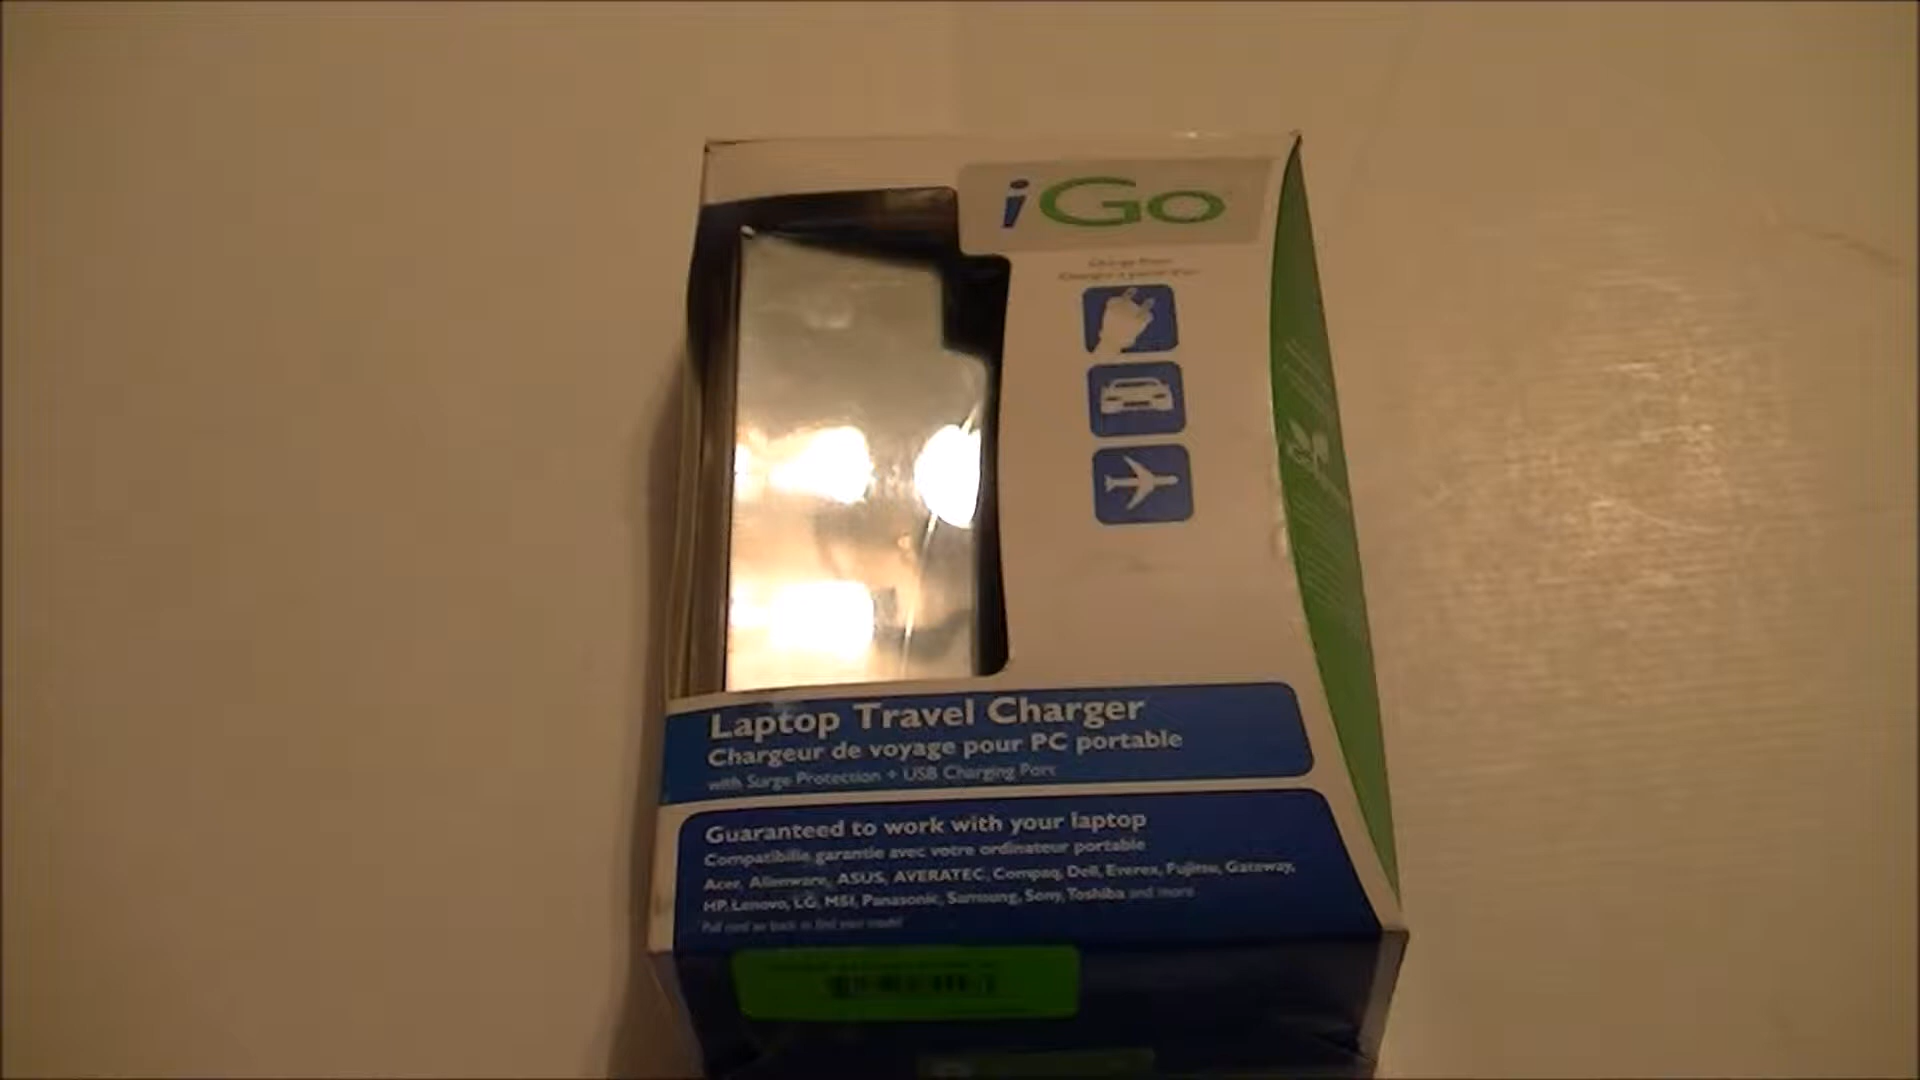 iGo
Laptop Travel Charger
Chargeur de voyage pour PC portable
with Surge Protection + USB Charging Port
Guaranteed to work with your laptop
Compatibilie garantie avec votre ordinateur portable
Acer, Alienware, ASUS, AVERATEC, Compaq, Dell, Everex, Fujitsu, Gateway,
HP, Lenovo, LG, MSI, Panasonic, Samsung, Sony, Toshiba and more